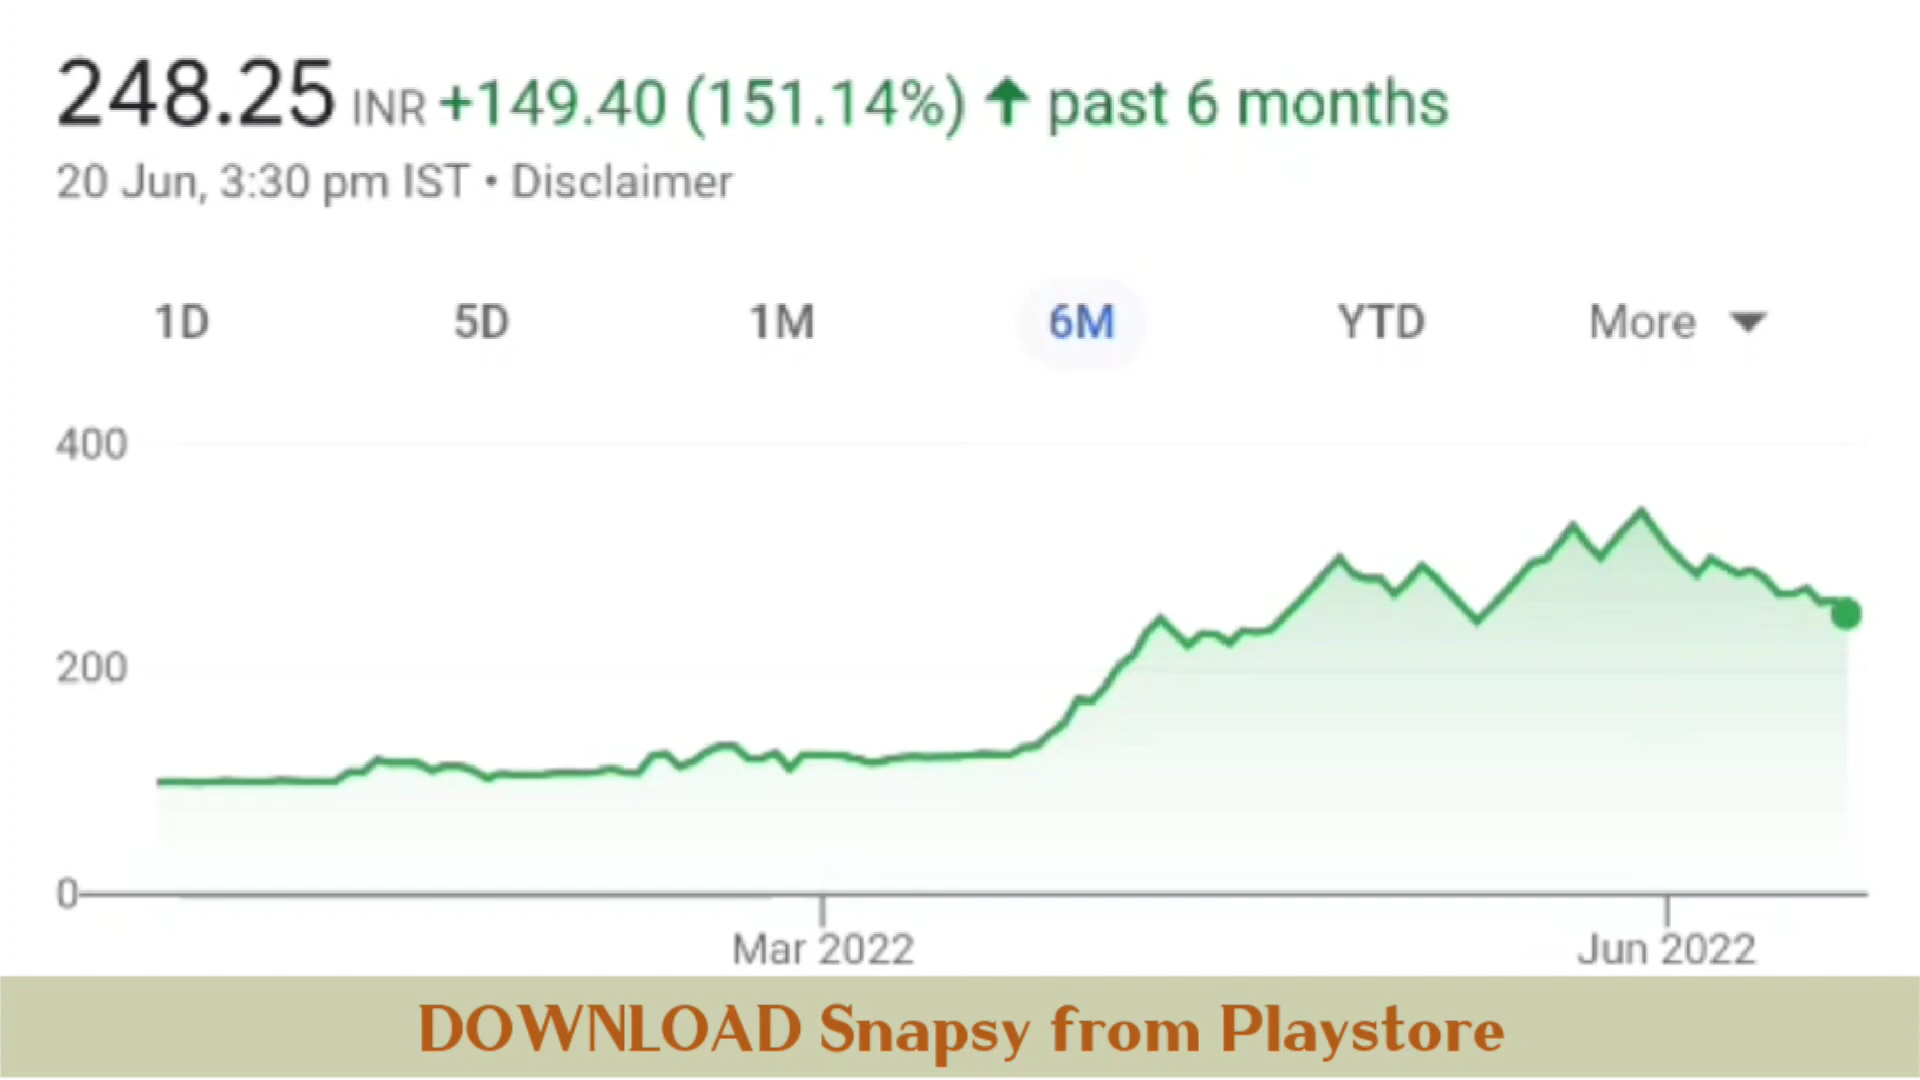 248.25 INR +149.40 (151.14%) ↑ past 6 months
20 Jun, 3:30 pm IST • Disclaimer
1D 5D 1M 6M YTD More
400
200
0
Mar 2022 Jun 2022
DOWNLOAD Snapsy from Playstore